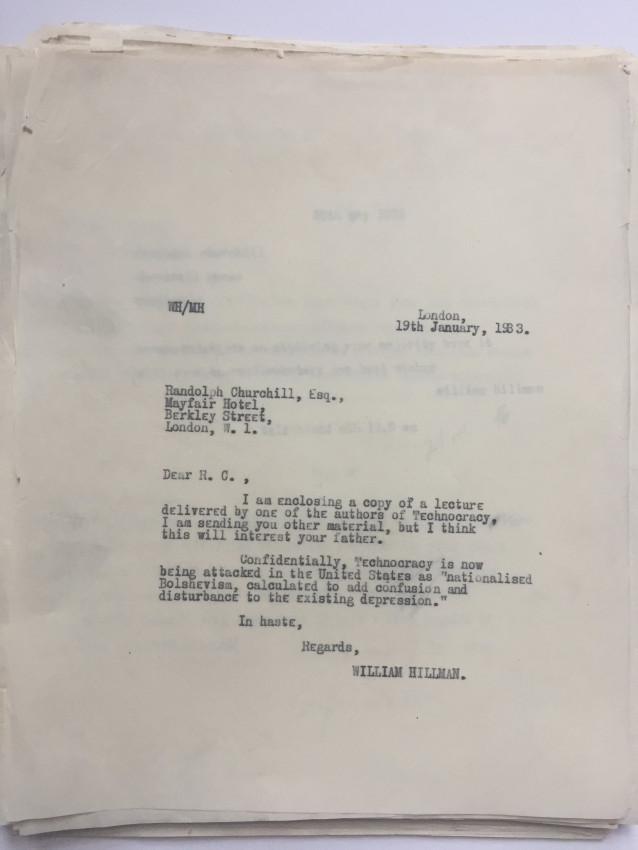 WH/MH
London,
19th January, 1933.
Randolph Churchill, Esq.,
Mayfair Hotel,
Berkley Street,
London, W. 1.
Dear R. C. ,
I am enclosing a copy of a lecture
delivered by one of the authors of Technocracy,
I am sending you other material, but I think
this will interest your father.
Confidentially, Technocracy is now
being attacked in the United States as "nationalised
Bolshevism, calculated to add confusion and
disturbance to the existing depression."
In haste,
Regards,
WILLIAM HILLMAN.